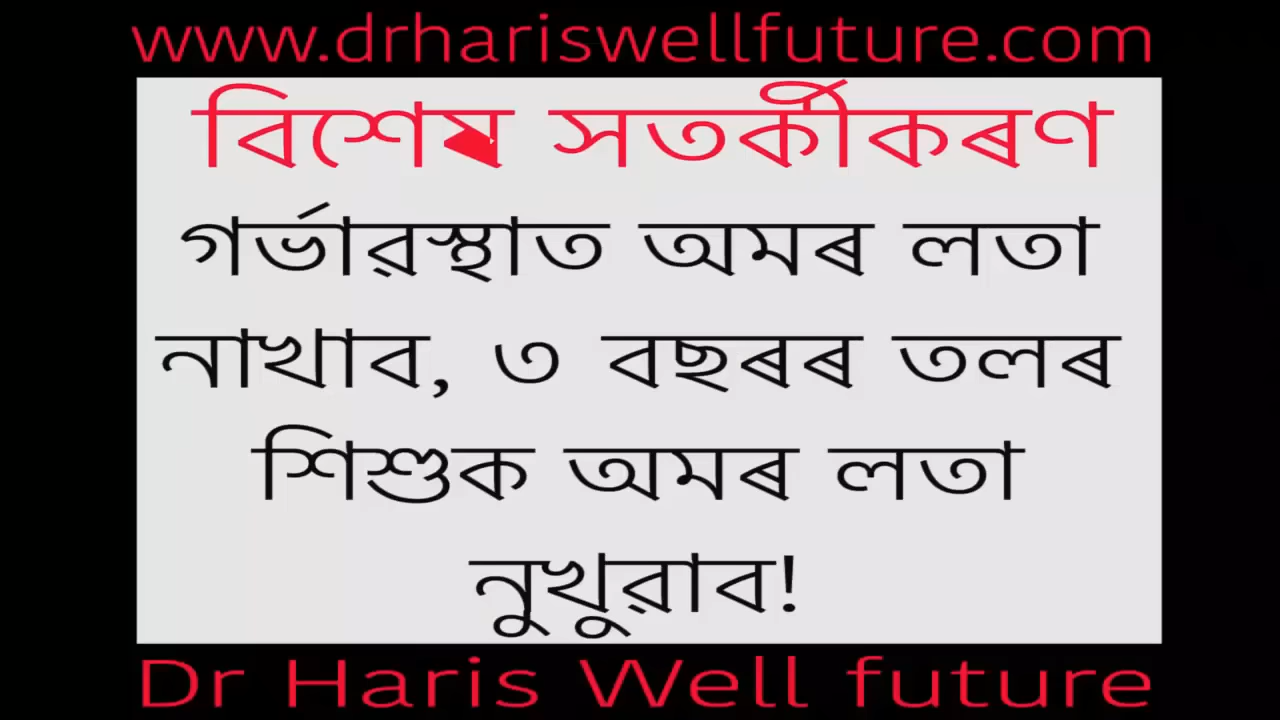 www.drhariswellfuture.com
বিশেষ সতৰ্কীকৰণ
গৰ্ভাৱস্থাত অমৰ লতা
নাখাব, ৩ বছৰৰ তলৰ
শিশুক অমৰ লতা
নুখুৱাব!
Dr Haris Well future